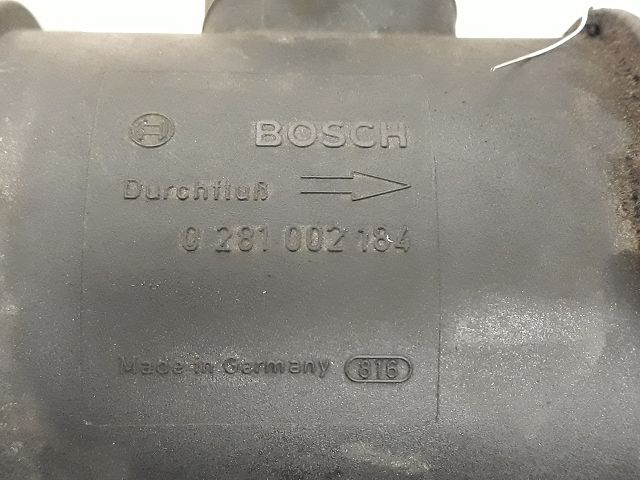 BOSCH
Durchfluß
0 281 002 184
Made in Germany 816